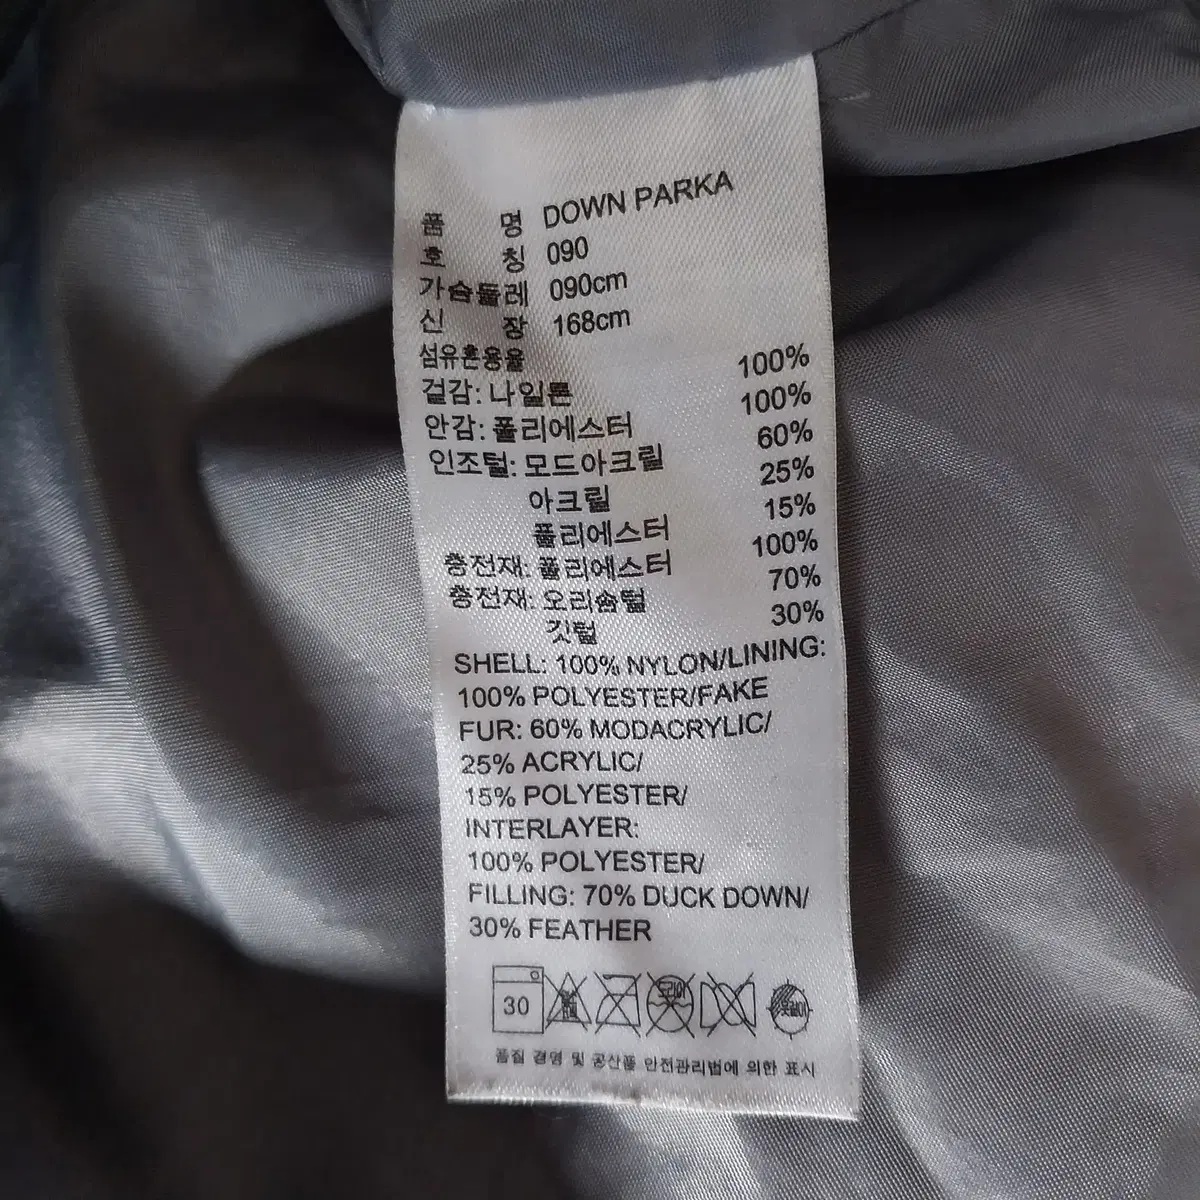 품 명 DOWN PARKA
호 칭 090
가슴둘레 090cm
신 장 168cm
섬유혼용율
겉감: 나일론 100%
안감: 폴리에스터 100%
인조털: 모드아크릴 60%
아크릴 25%
폴리에스터 15%
충전재: 폴리에스터 100%
충전재: 오리솜털 70%
깃털 30%
SHELL: 100% NYLON/LINING:
100% POLYESTER/FAKE
FUR: 60% MODACRYLIC/
25% ACRYLIC/
15% POLYESTER/
INTERLAYER:
100% POLYESTER/
FILLING: 70% DUCK DOWN/
30% FEATHER
30 드라이 옷걸이
품질 경영 및 공산품 안전관리법에 의한 표시